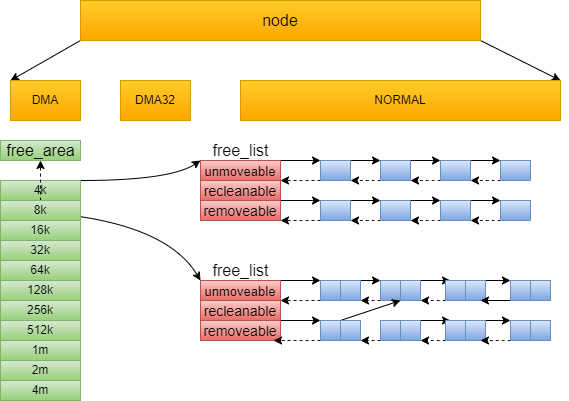 node
DMA
DMA32
NORMAL
free_area
4k
8k
16k
32k
64k
128k
256k
512k
1m
2m
4m
free_list
unmoveable
recleanable
removeable
free_list
unmoveable
recleanable
removeable